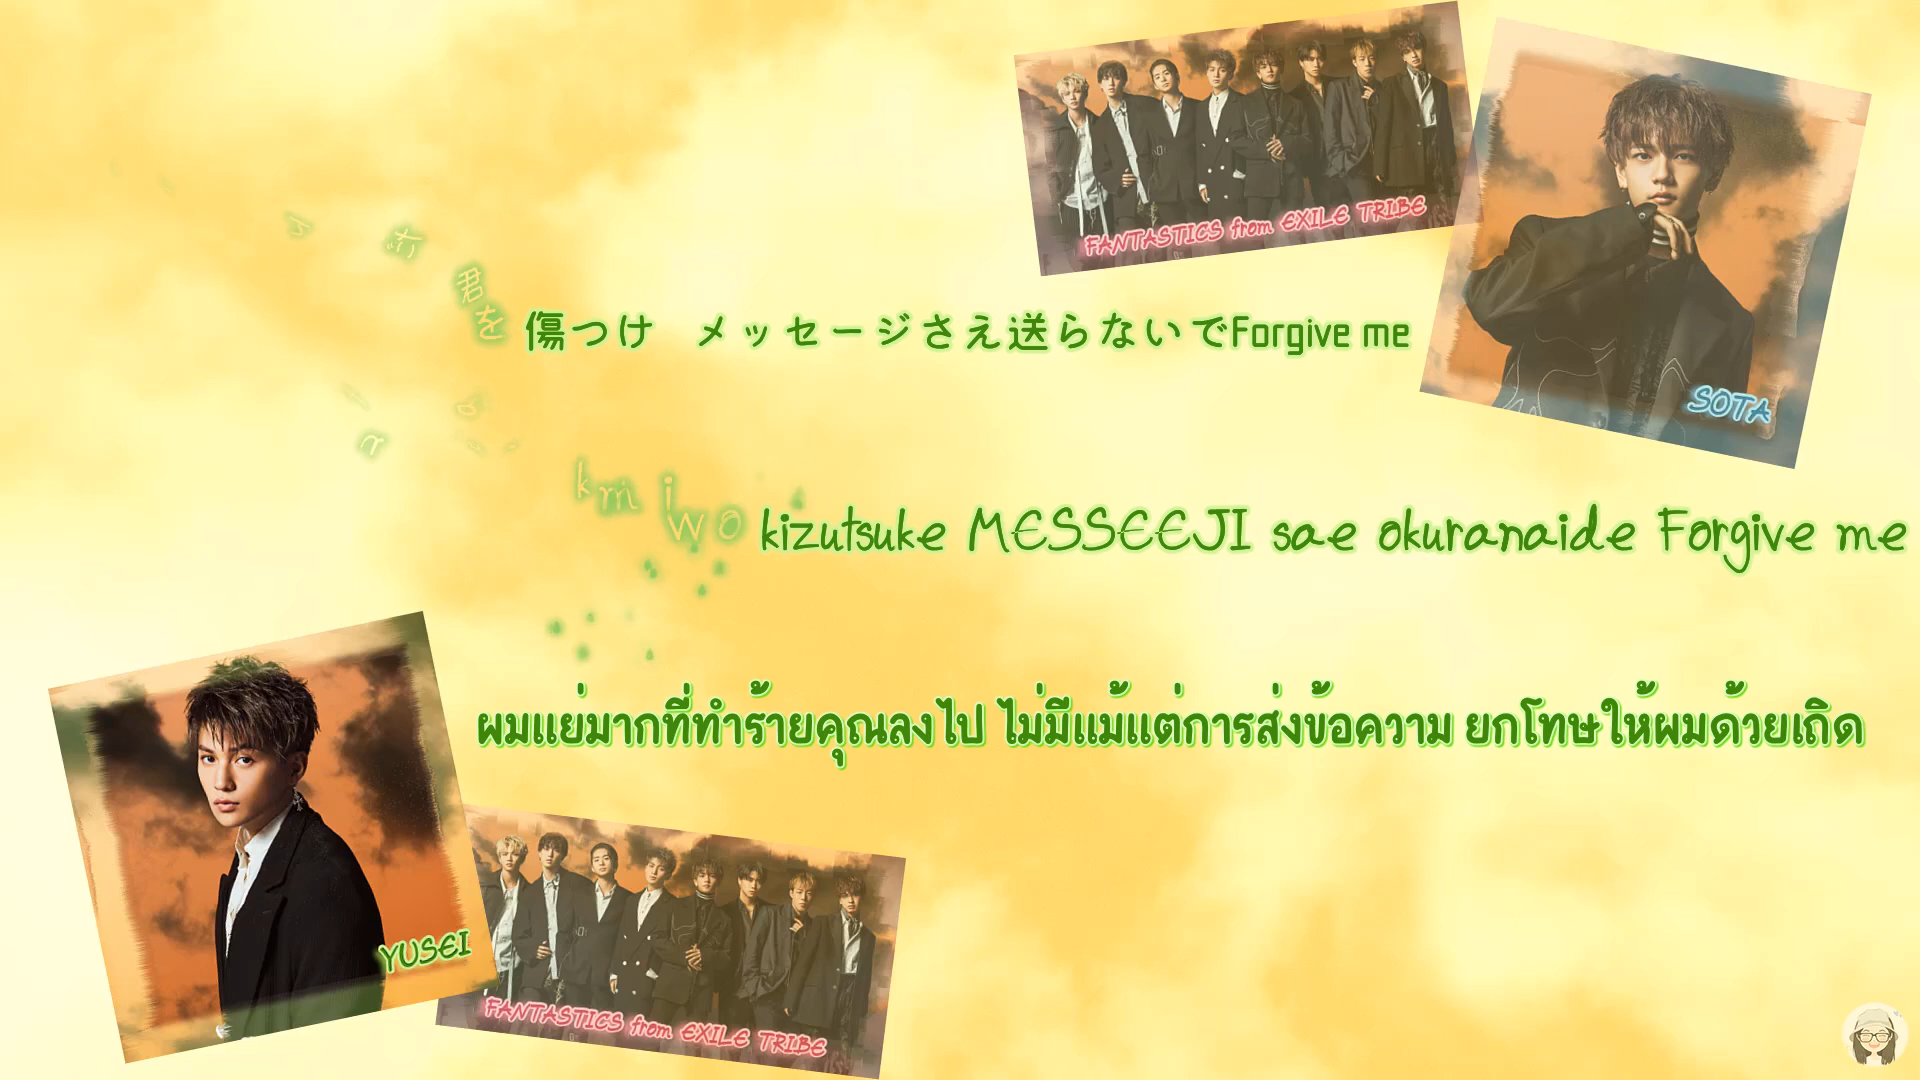 FANTASTICS from EXILE TRIBE
SOTA
君を傷つけ メッセージさえ送らないでForgive me
wo kizutsuke MESSEEJI sae okuranaide Forgive me
ผมแย่มากที่ทำร้ายคุณลงไป ไม่มีแม้แต่การส่งข้อความ ยกโทษให้ผมด้วยเถิด
YUSEI
FANTASTICS from EXILE TRIBE